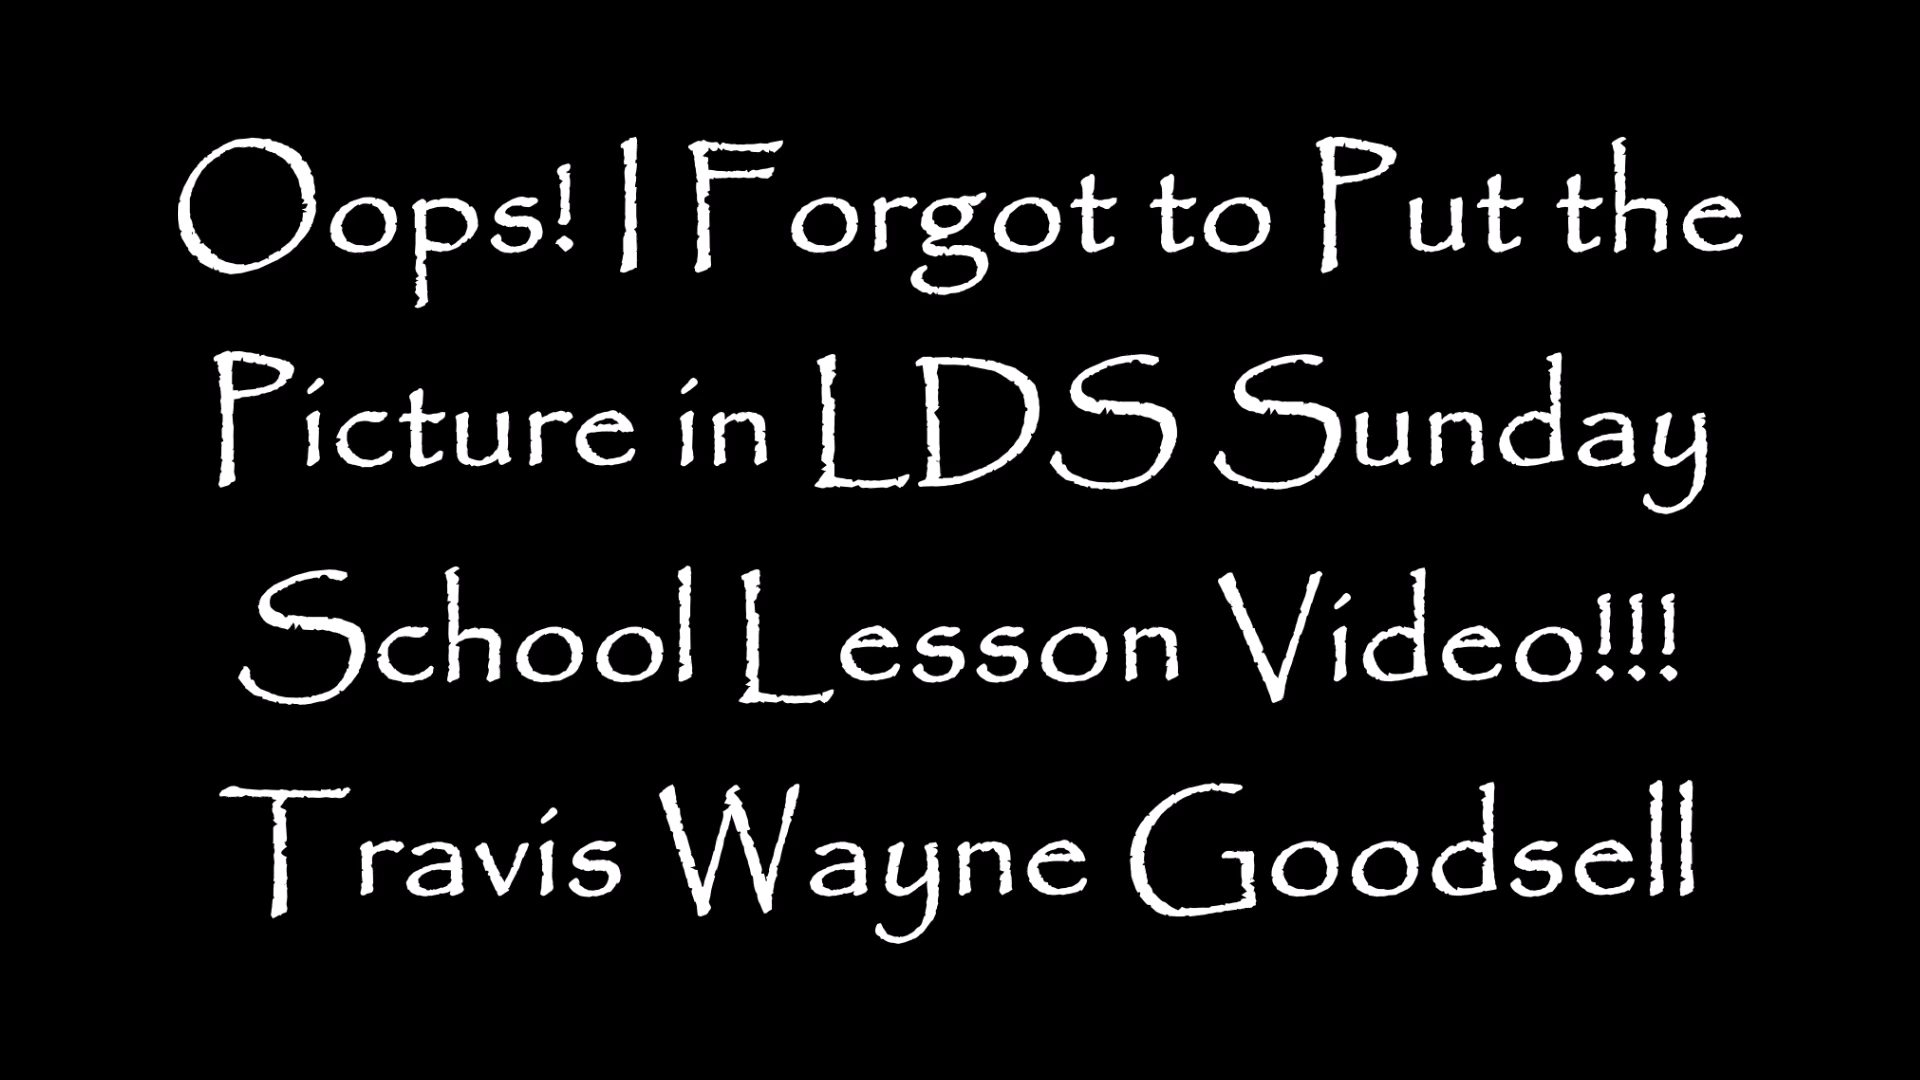 Oops! I Forgot to Put the
Picture in LDS Sunday
School Lesson Video!!!
Travis Wayne Goodsell